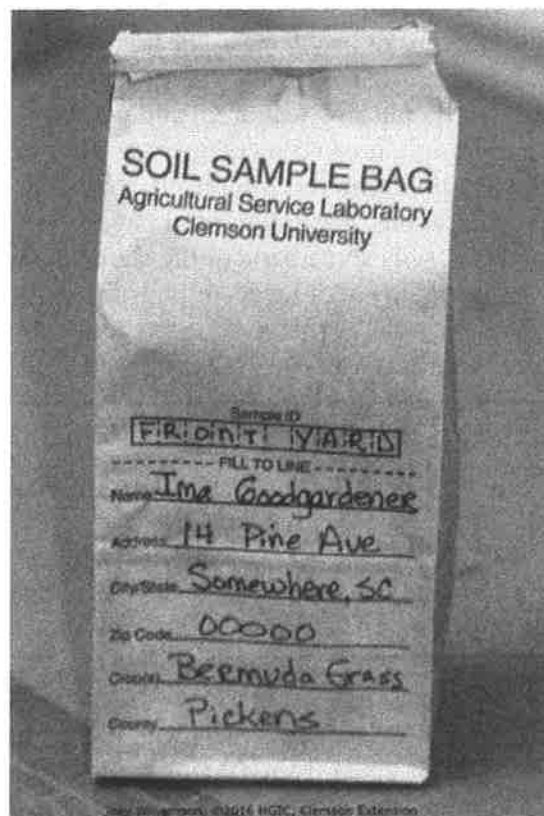 SOIL SAMPLE BAG
Agricultural Service Laboratory
Clemson University
Sample ID
FRONT YARD
FILL TO LINE
Name Ima Goodgardener
Address 14 Pine Ave
City/State Somewhere, SC
Zip Code 00000
Crop(s) Bermuda Grass
County Pickens
Joey Williamson, ©2016 HGIC, Clemson Extension